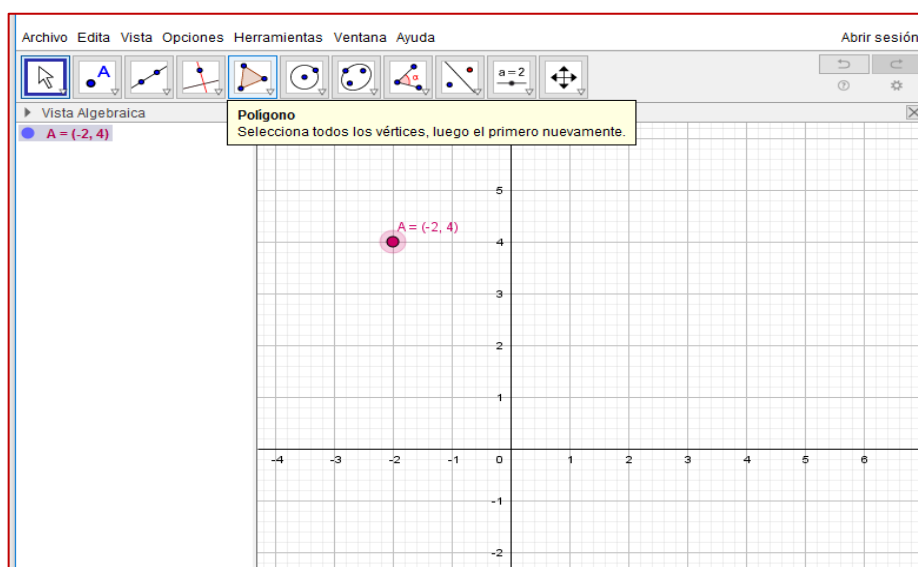 Archivo Edita Vista Opciones Herramientas Ventana Ayuda
Abrir sesión
A
α
a=2
Vista Algebraica
A = (-2, 4)
Polígono
Selecciona todos los vértices, luego el primero nuevamente.
5
A = (-2, 4)
4
3
2
1
-4 -3 -2 -1 0 1 2 3 4 5 6
-1
-2